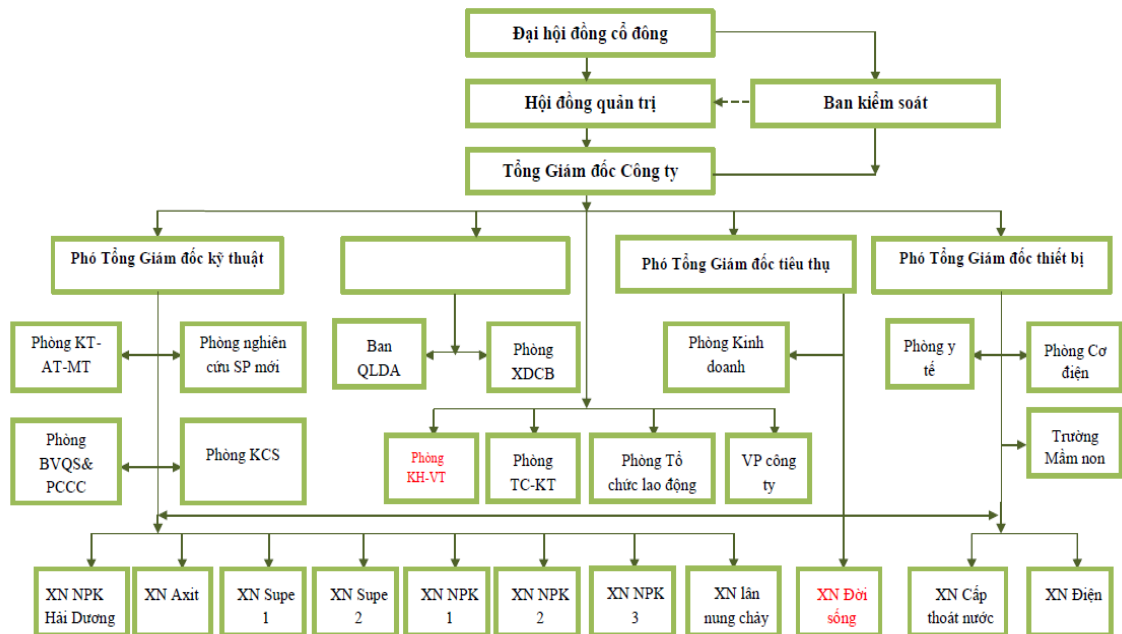 Đại hội đồng cổ đông
Hội đồng quản trị
Ban kiểm soát
Tổng Giám đốc Công ty
Phó Tổng Giám đốc kỹ thuật
Phó Tổng Giám đốc tiêu thụ
Phó Tổng Giám đốc thiết bị
Phòng KT-
AT-MT
Phòng nghiên
cứu SP mới
Ban
QLDA
Phòng
XDCB
Phòng Kinh
doanh
Phòng y
tế
Phòng Cơ
điện
Phòng
BVQS&
PCCC
Phòng KCS
Phòng
KH-VT
Phòng
TC-KT
Phòng Tổ
chức lao động
VP công
ty
Trường
Mầm non
XN NPK
Hải Dương
XN Axit
XN Supe
1
XN Supe
2
XN NPK
1
XN NPK
2
XN NPK
3
XN lân
nung chảy
XN Đời
sống
XN Cấp
thoát nước
XN Điện